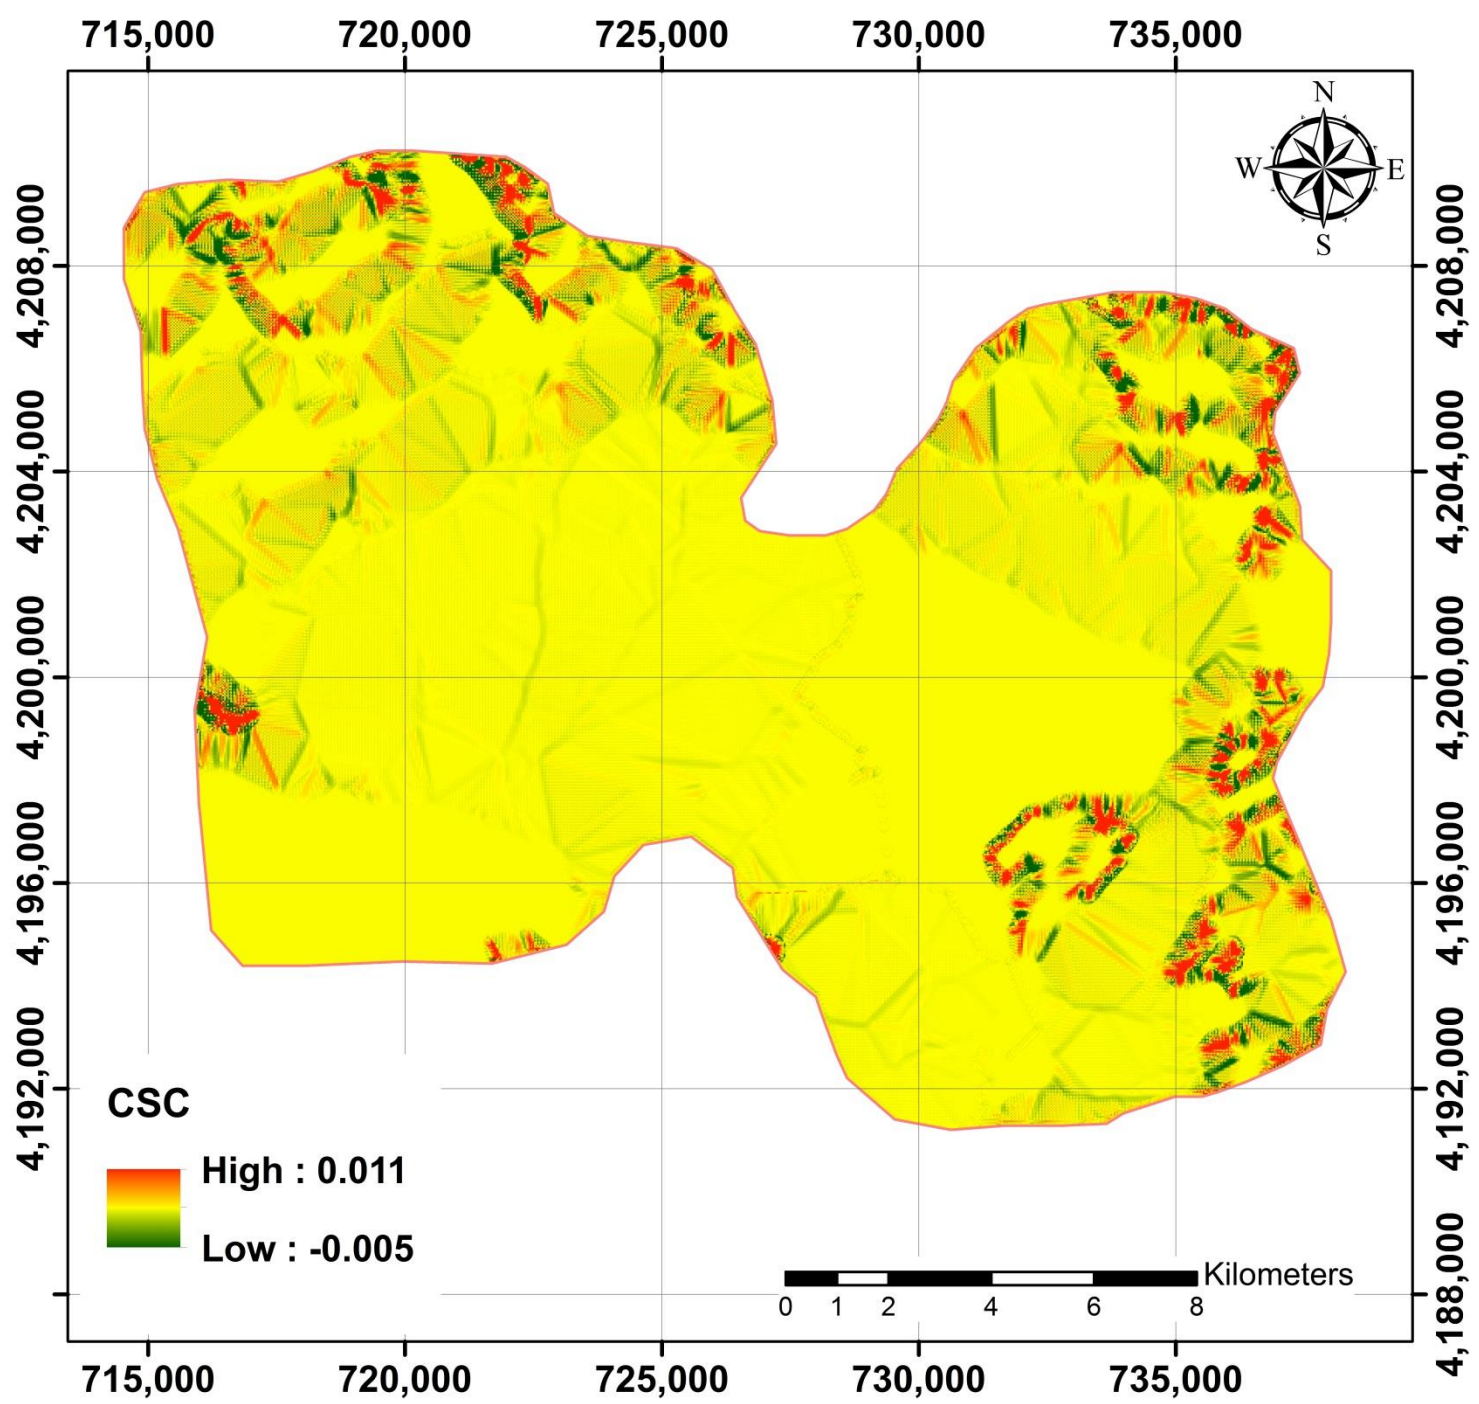 715,000 720,000 725,000 730,000 735,000
N
W E
S
4,208,000 4,208,000
4,204,000 4,204,000
4,200,000 4,200,000
4,196,000 4,196,000
4,192,000 4,192,000
CSC
High : 0.011
Low : -0.005
4,188,000
Kilometers
0 1 2 4 6 8
715,000 720,000 725,000 730,000 735,000